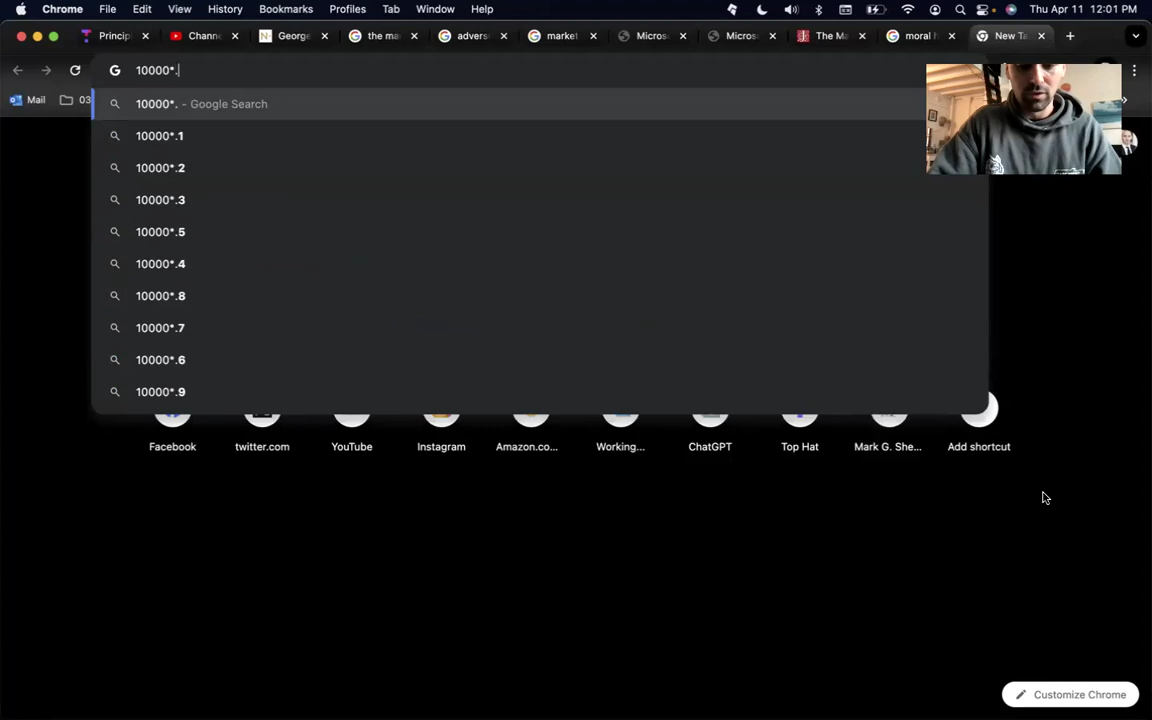 Chrome File Edit View History Bookmarks Profiles Tab Window Help Thu Apr 11 12:01 PM
Princip Channe George the ma advers market Micros Micros The Ma moral h New Ta
10000*.
Mail 03
10000*. - Google Search
10000*.1
10000*.2
10000*.3
10000*.5
10000*.4
10000*.8
10000*.7
10000*.6
10000*.9
Facebook twitter.com YouTube Instagram Amazon.co... Working... ChatGPT Top Hat Mark G. She... Add shortcut
Customize Chrome